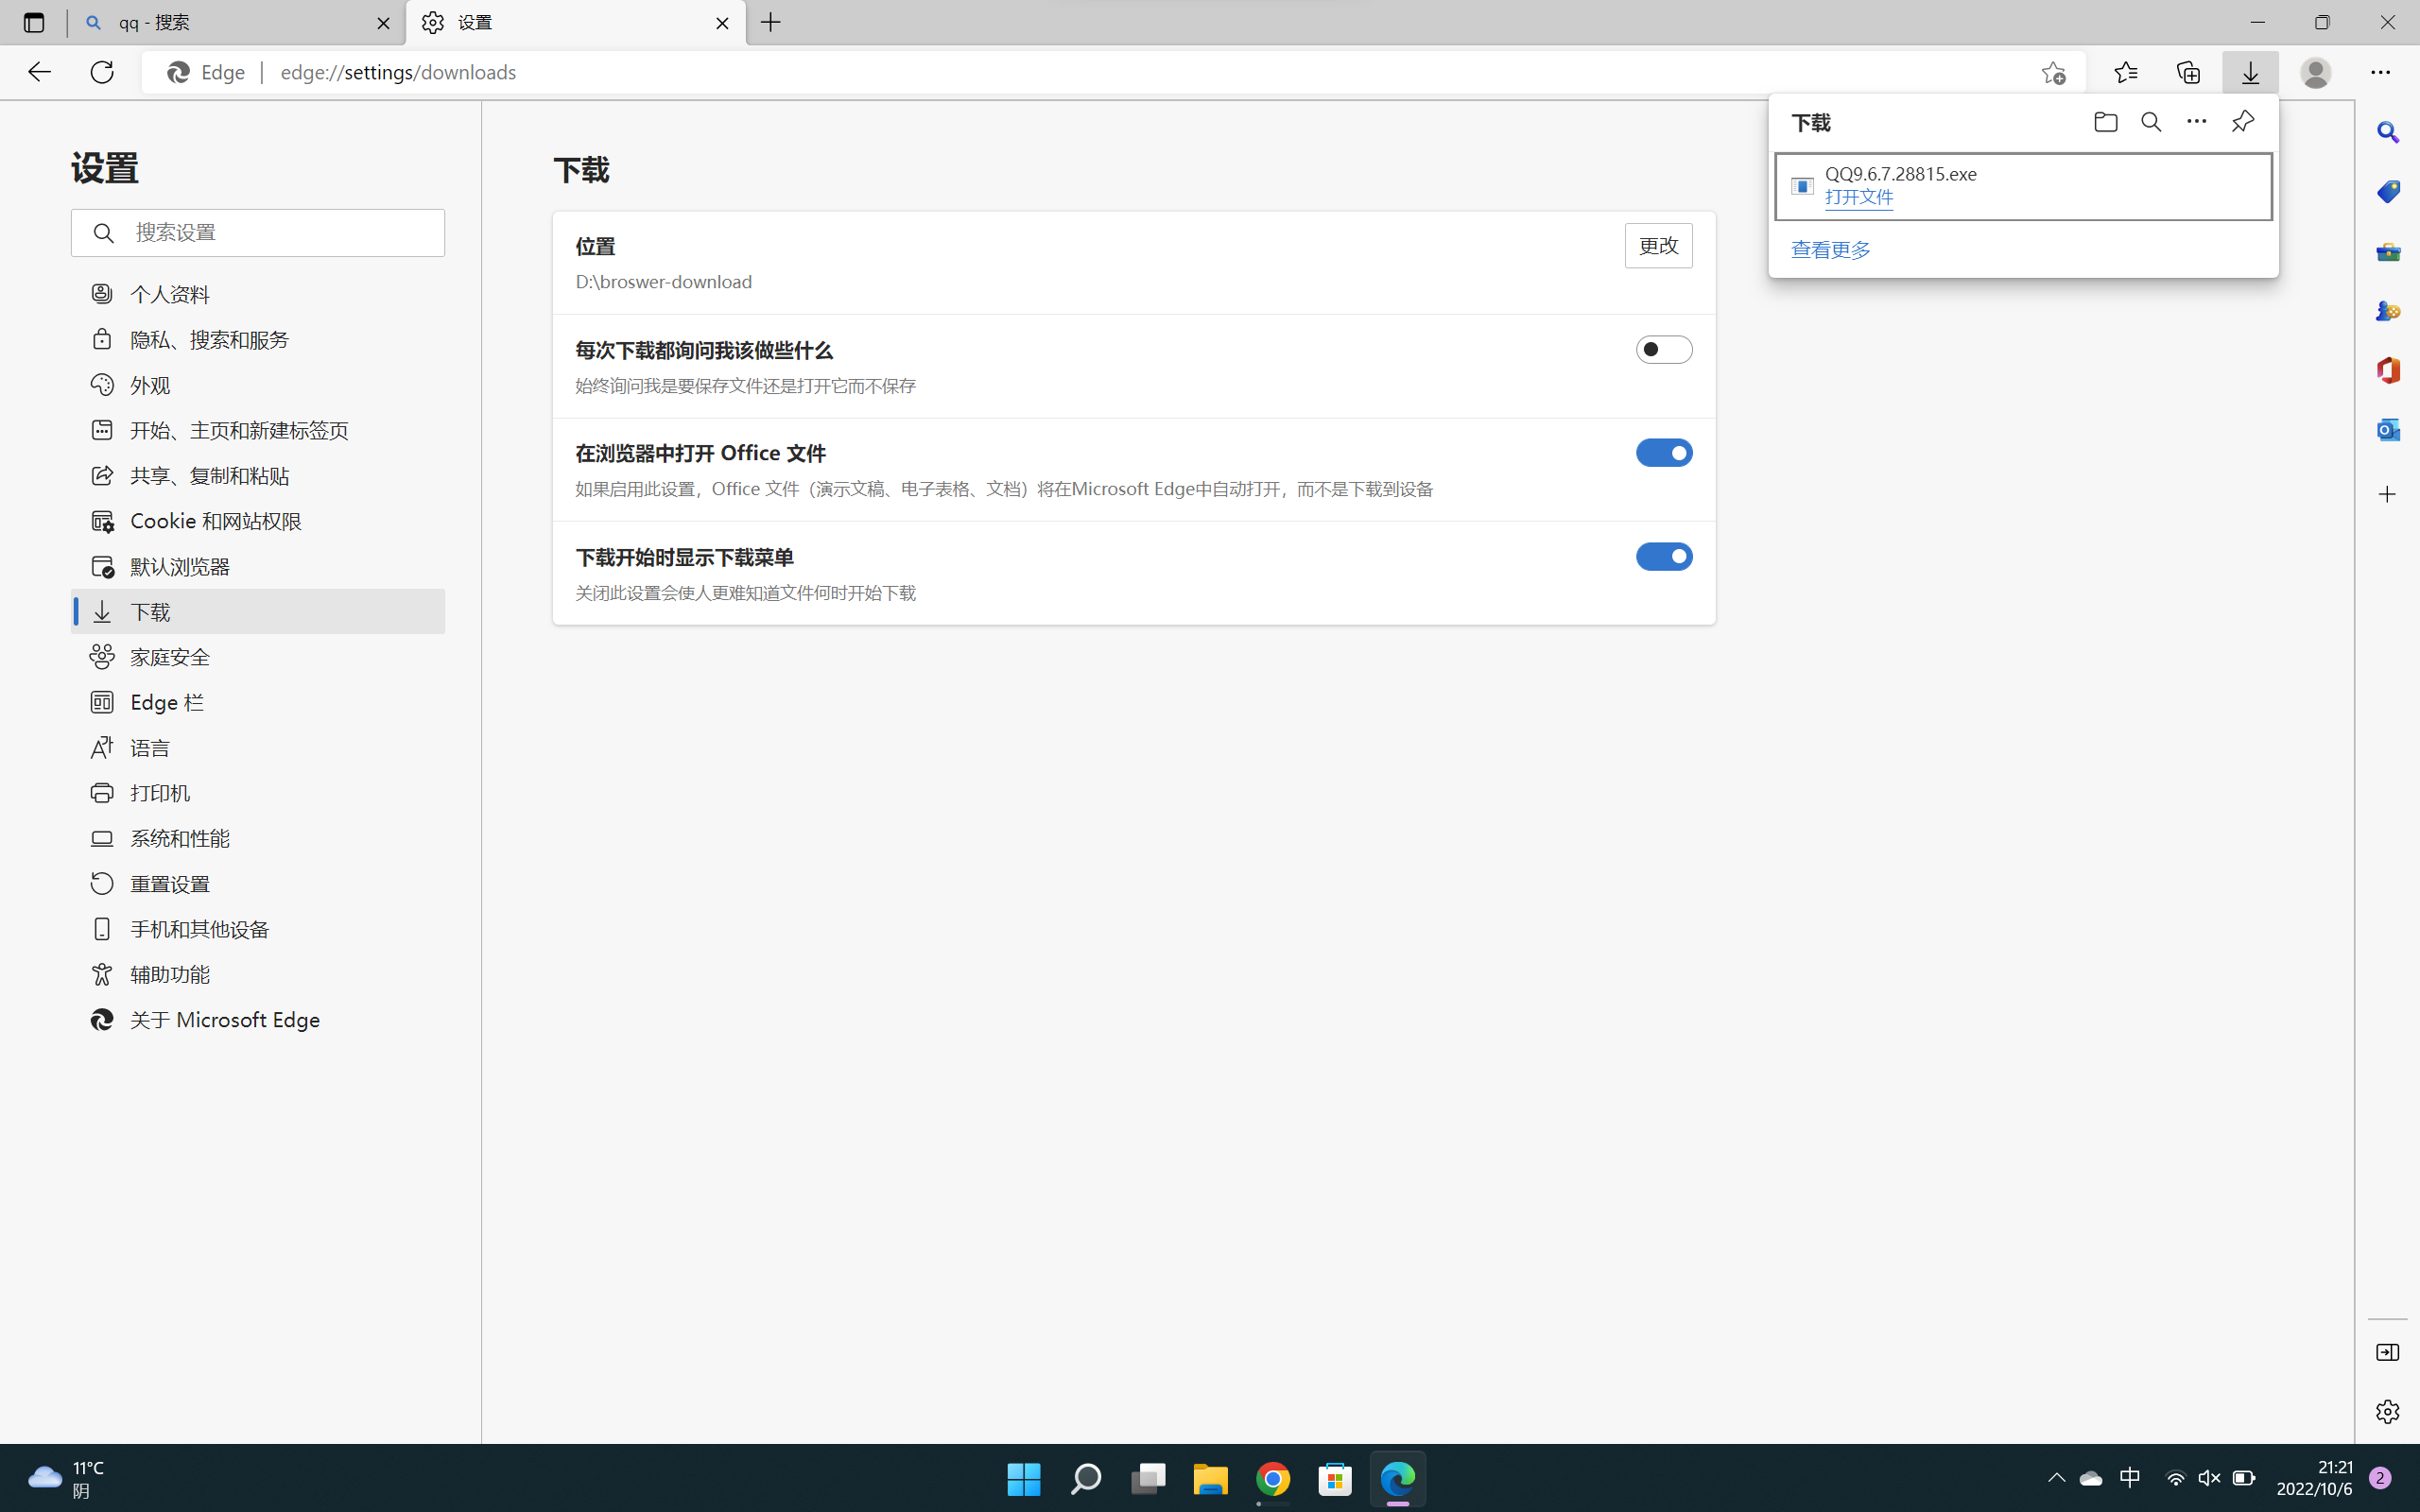 qq - 搜索
设置
Edge
edge://settings/downloads
设置
搜索设置
个人资料
隐私、搜索和服务
外观
开始、主页和新建标签页
共享、复制和粘贴
Cookie 和网站权限
默认浏览器
下载
家庭安全
Edge 栏
语言
打印机
系统和性能
重置设置
手机和其他设备
辅助功能
关于 Microsoft Edge
下载
位置
更改
D:\broswer-download
每次下载都询问我该做些什么
始终询问我是要保存文件还是打开它而不保存
在浏览器中打开 Office 文件
如果启用此设置，Office 文件（演示文稿、电子表格、文档）将在Microsoft Edge中自动打开，而不是下载到设备
下载开始时显示下载菜单
关闭此设置会使人更难知道文件何时开始下载
下载
QQ9.6.7.28815.exe
打开文件
查看更多
11°C
阴
中
21:21
2022/10/6
2